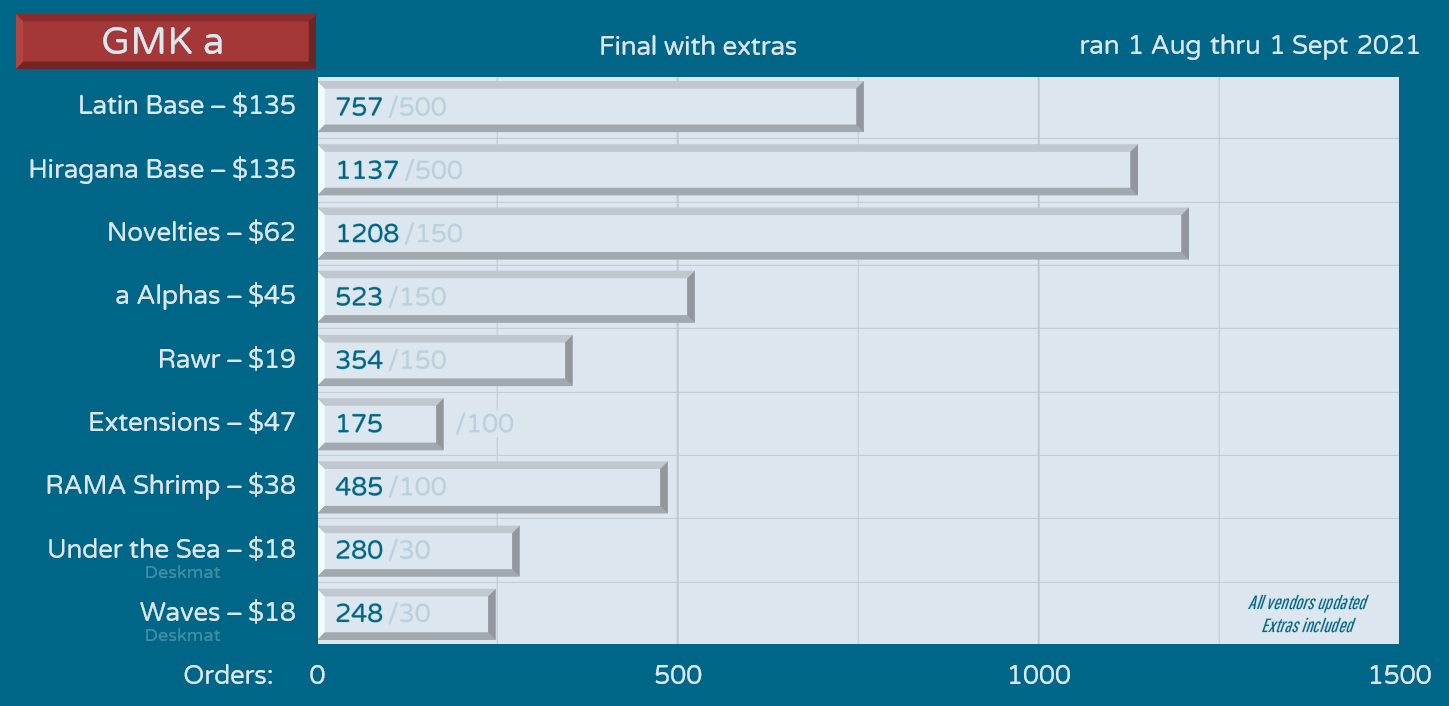 GMK a
Final with extras
ran 1 Aug thru 1 Sept 2021
Latin Base – $135
757 /500
Hiragana Base – $135
1137 /500
Novelties – $62
1208 /150
a Alphas – $45
523 /150
Rawr – $19
354 /150
Extensions – $47
175 /100
RAMA Shrimp – $38
485 /100
Under the Sea – $18
Deskmat
280 /30
Waves – $18
Deskmat
248 /30
All vendors updated
Extras included
Orders: 0 500 1000 1500